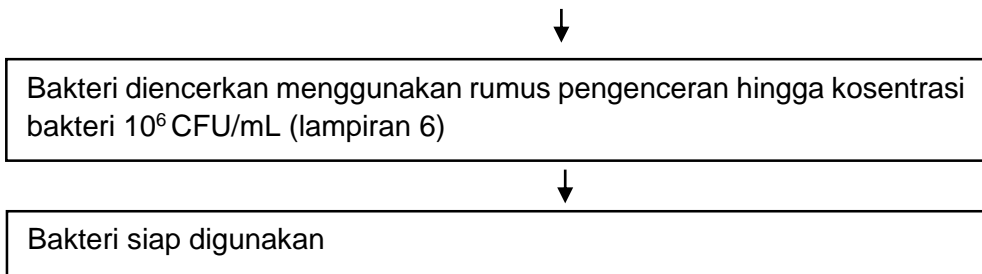 Bakteri diencerkan menggunakan rumus pengenceran hingga kosentrasi
bakteri 10⁶ CFU/mL (lampiran 6)
Bakteri siap digunakan